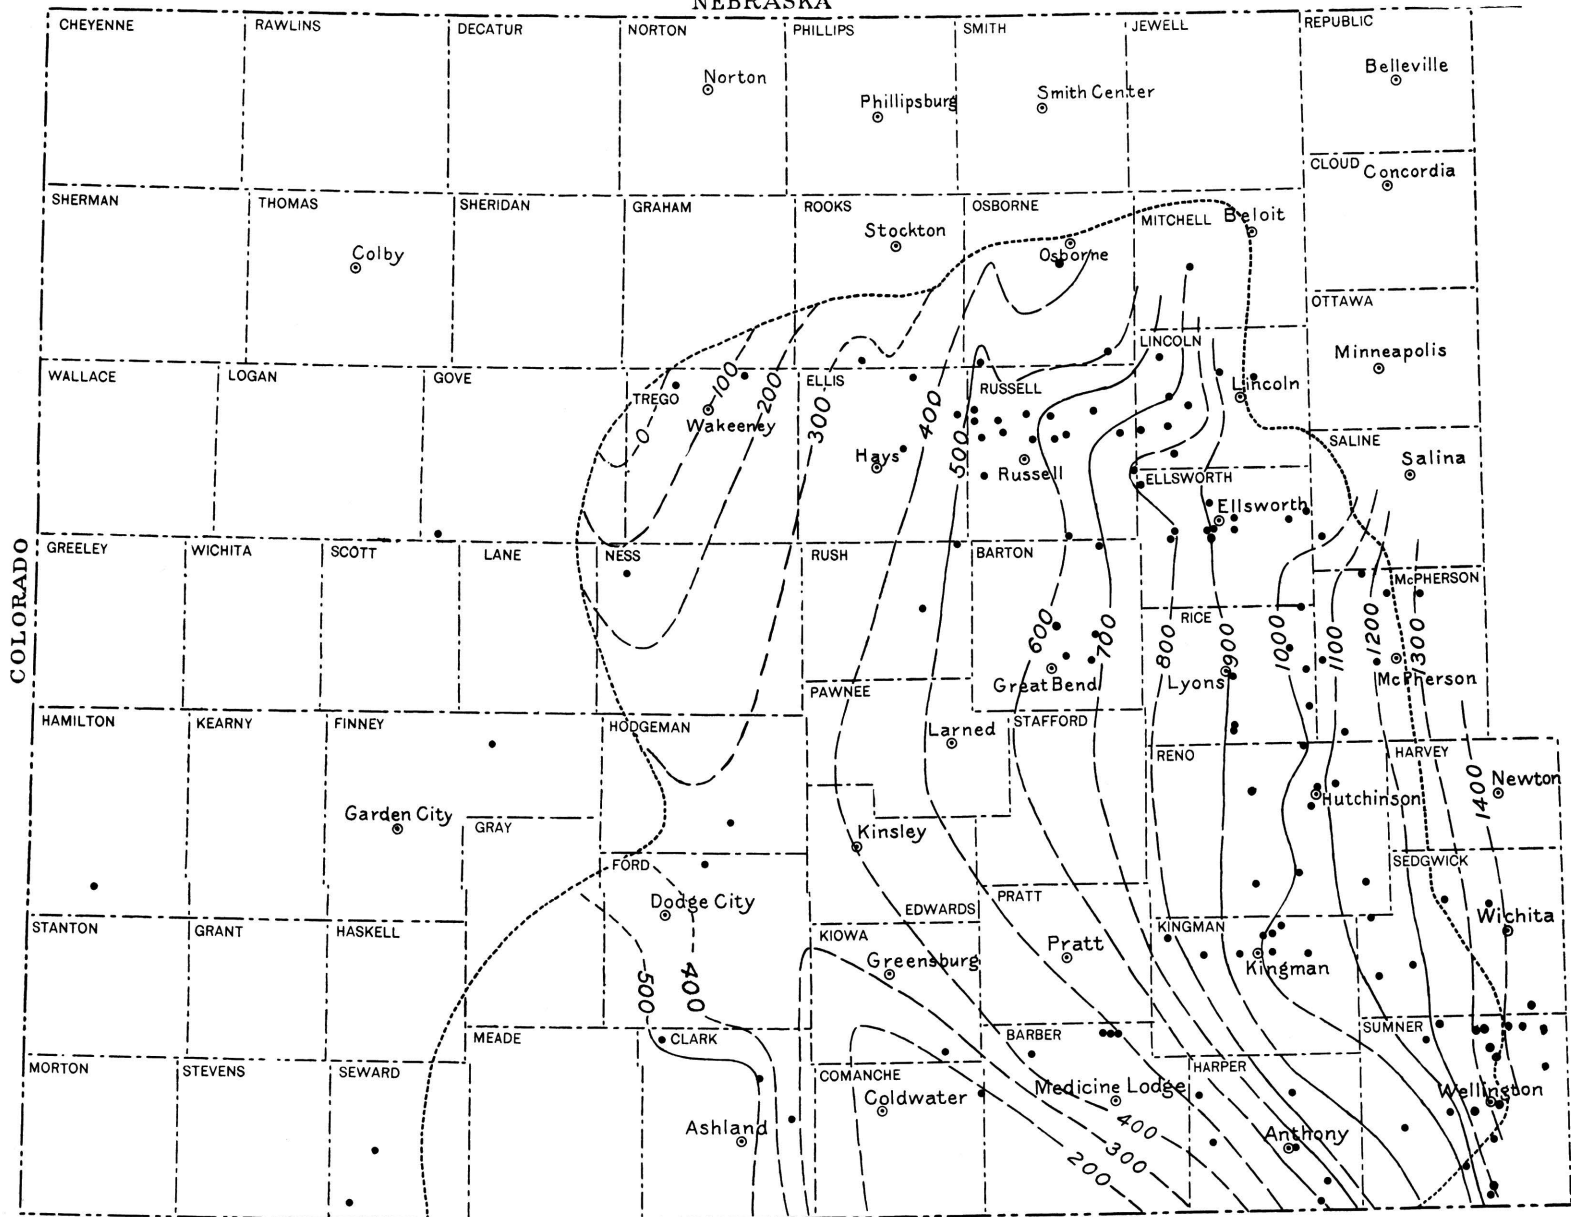 NEBRASKA
CHEYENNE RAWLINS DECATUR NORTON PHILLIPS SMITH JEWELL REPUBLIC
Norton Phillipsburg Smith Center Belleville
CLOUD Concordia
SHERMAN THOMAS SHERIDAN GRAHAM ROOKS OSBORNE MITCHELL Beloit
Colby Stockton Osborne
OTTAWA
Minneapolis
LINCOLN
WALLACE LOGAN GOVE TREGO ELLIS RUSSELL Lincoln
0 100 200 300 400 500
Wakeeney Hays Russell
SALINE
Salina
ELLSWORTH
Ellsworth
COLORADO
GREELEY WICHITA SCOTT LANE NESS RUSH BARTON McPHERSON
RICE
600 700 800 900 1000 1100 1200 1300
Great Bend Lyons McPherson
PAWNEE
HAMILTON KEARNY FINNEY HODGEMAN Larned STAFFORD
RENO HARVEY
1400
Newton
Garden City GRAY Kinsley Hutchinson
FORD SEDGWICK
Dodge City EDWARDS PRATT Wichita
STANTON GRANT HASKELL KIOWA KINGMAN
Greensburg Pratt Kingman
500 400
MEADE CLARK BARBER SUMNER
MORTON STEVENS SEWARD COMANCHE HARPER
Coldwater Medicine Lodge Wellington
Ashland Anthony
400
300
200